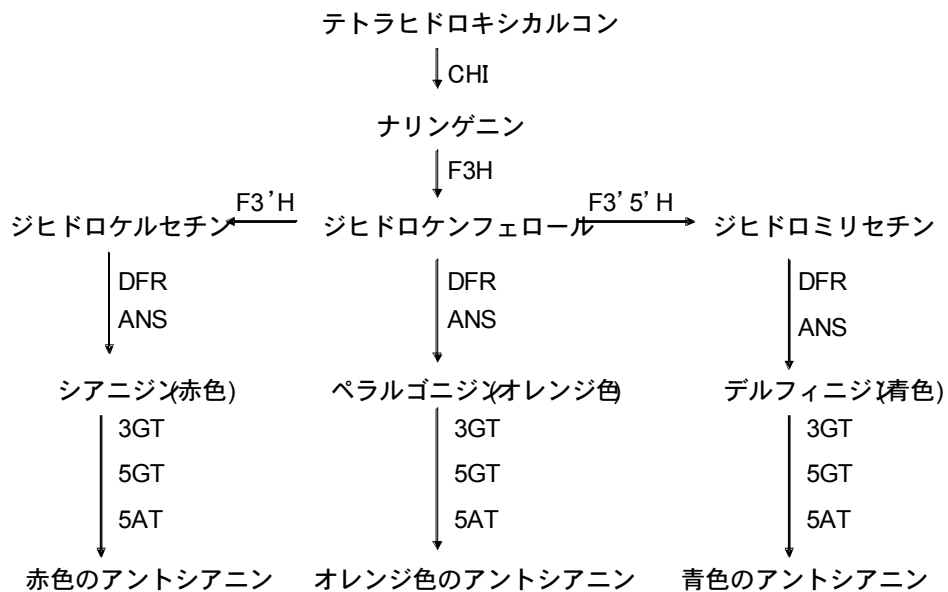 テトラヒドロキシカルコン
CHI
ナリンゲニン
F3H
F3'H
F3'5'H
ジヒドロケルセチン
ジヒドロケンフェロール
ジヒドロミリセチン
DFR
DFR
DFR
ANS
ANS
ANS
シアニジン(赤色)
ペラルゴニジン(オレンジ色)
デルフィニジン(青色)
3GT
3GT
3GT
5GT
5GT
5GT
5AT
5AT
5AT
赤色のアントシアニン
オレンジ色のアントシアニン
青色のアントシアニン